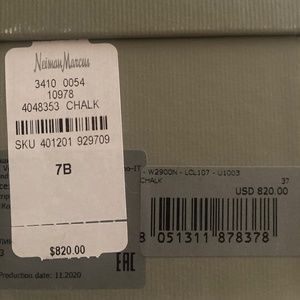 Neiman Marcus
3410 0054
10978
4048353 CHALK
SKU 401201 929709
7B
$820.00
- W2900N - LCL107 - U1003
CHALK 37
USD 820.00
8 051311 878378
Production date: 11.2020
EAC